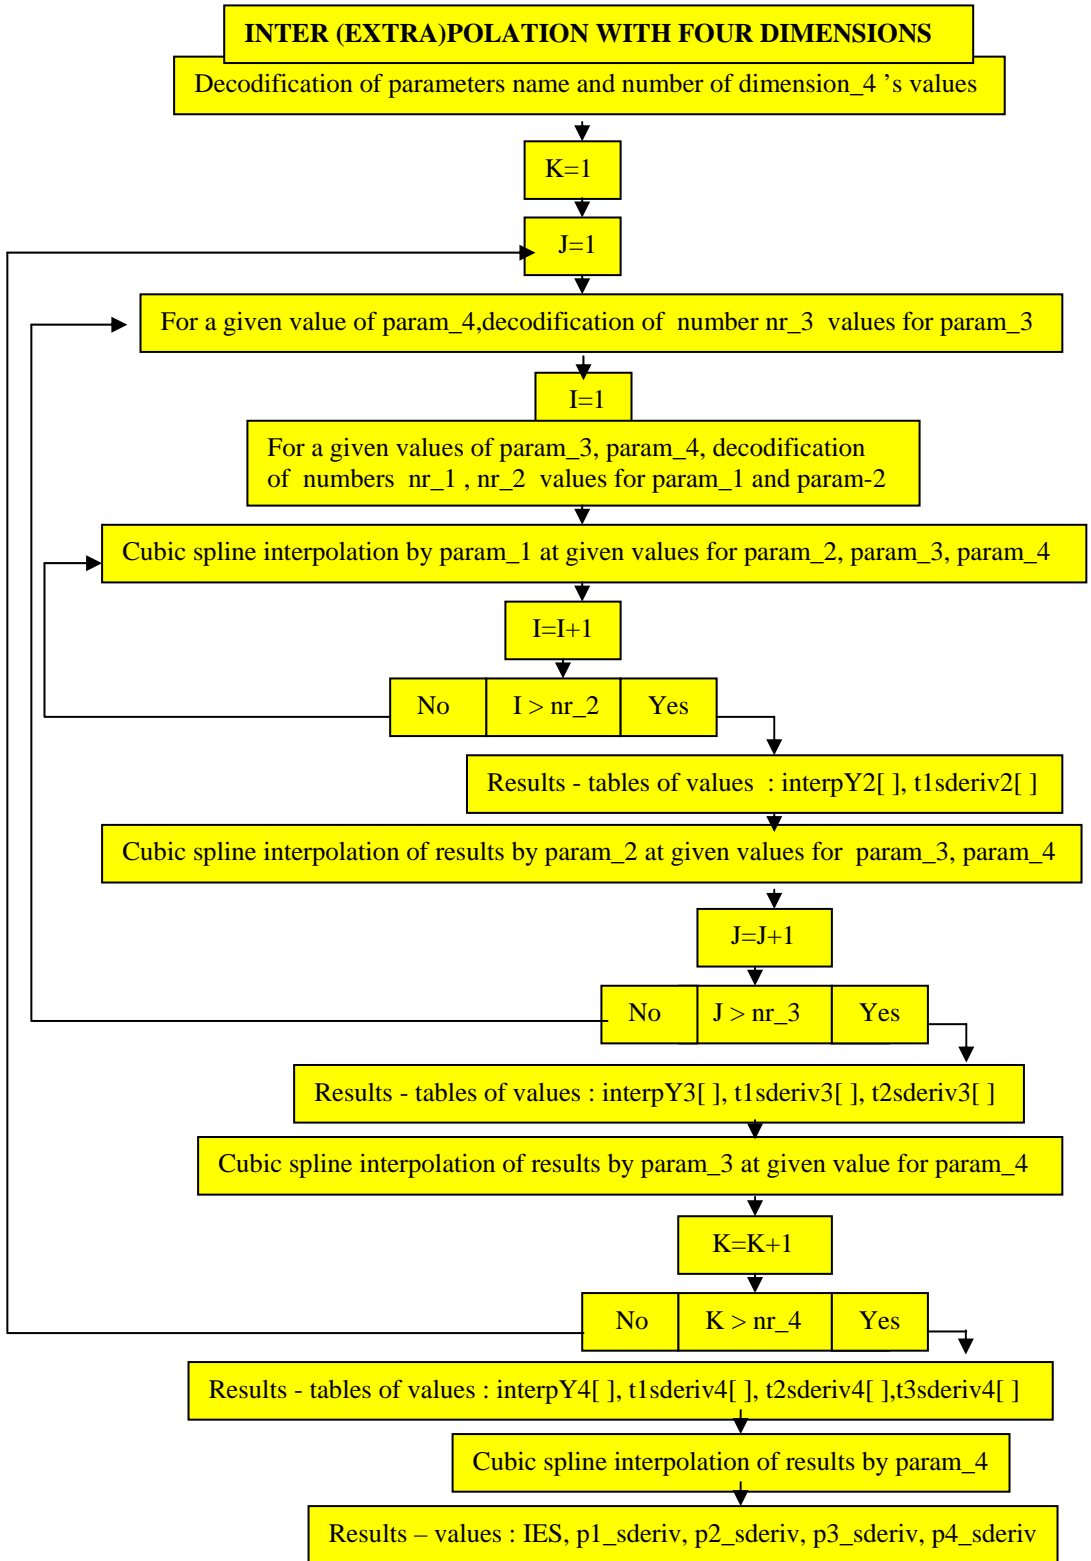 INTER (EXTRA)POLATION WITH FOUR DIMENSIONS
Decodification of parameters name and number of dimension_4 ’s values
K=1
J=1
For a given value of param_4,decodification of number nr_3 values for param_3
I=1
For a given values of param_3, param_4, decodification
of numbers nr_1 , nr_2 values for param_1 and param-2
Cubic spline interpolation by param_1 at given values for param_2, param_3, param_4
I=I+1
No I > nr_2 Yes
Results - tables of values : interpY2[ ], t1sderiv2[ ]
Cubic spline interpolation of results by param_2 at given values for param_3, param_4
J=J+1
No J > nr_3 Yes
Results - tables of values : interpY3[ ], t1sderiv3[ ], t2sderiv3[ ]
Cubic spline interpolation of results by param_3 at given value for param_4
K=K+1
No K > nr_4 Yes
Results - tables of values : interpY4[ ], t1sderiv4[ ], t2sderiv4[ ],t3sderiv4[ ]
Cubic spline interpolation of results by param_4
Results – values : IES, p1_sderiv, p2_sderiv, p3_sderiv, p4_sderiv